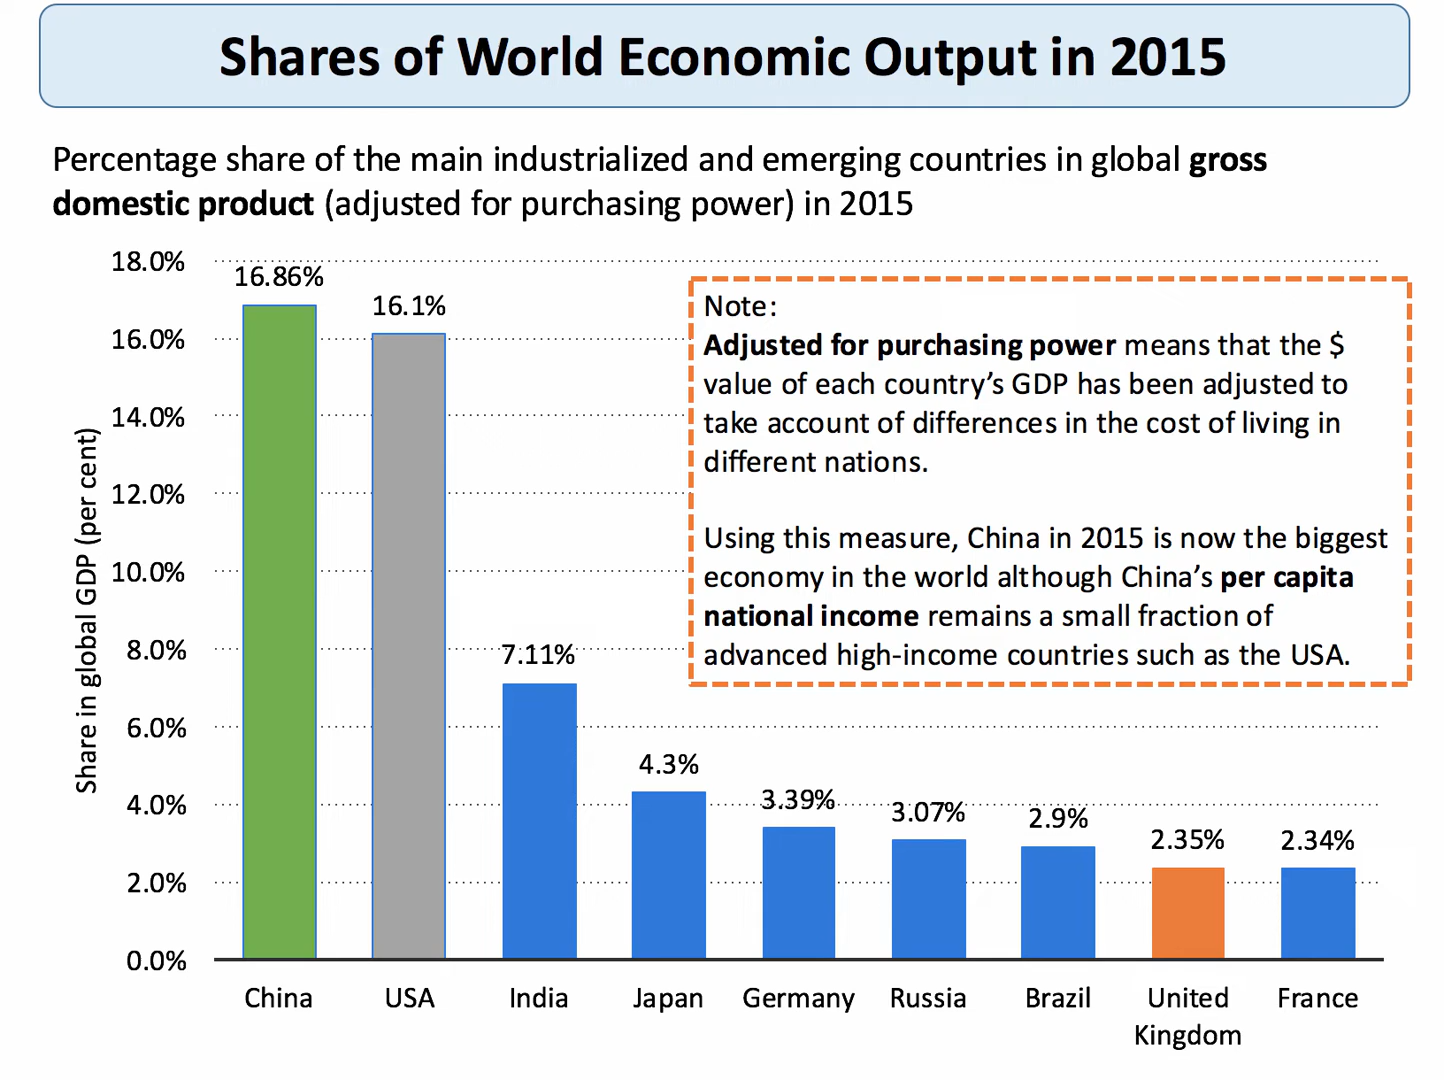 Shares of World Economic Output in 2015
Percentage share of the main industrialized and emerging countries in global gross
domestic product (adjusted for purchasing power) in 2015
Share in global GDP (per cent)
18.0%
16.0%
14.0%
12.0%
10.0%
8.0%
6.0%
4.0%
2.0%
0.0%
16.86%
16.1%
7.11%
4.3%
3.39%
3.07%
2.9%
2.35%
2.34%
Note:
Adjusted for purchasing power means that the $
value of each country’s GDP has been adjusted to
take account of differences in the cost of living in
different nations.
Using this measure, China in 2015 is now the biggest
economy in the world although China’s per capita
national income remains a small fraction of
advanced high-income countries such as the USA.
China
USA
India
Japan
Germany
Russia
Brazil
United
Kingdom
France